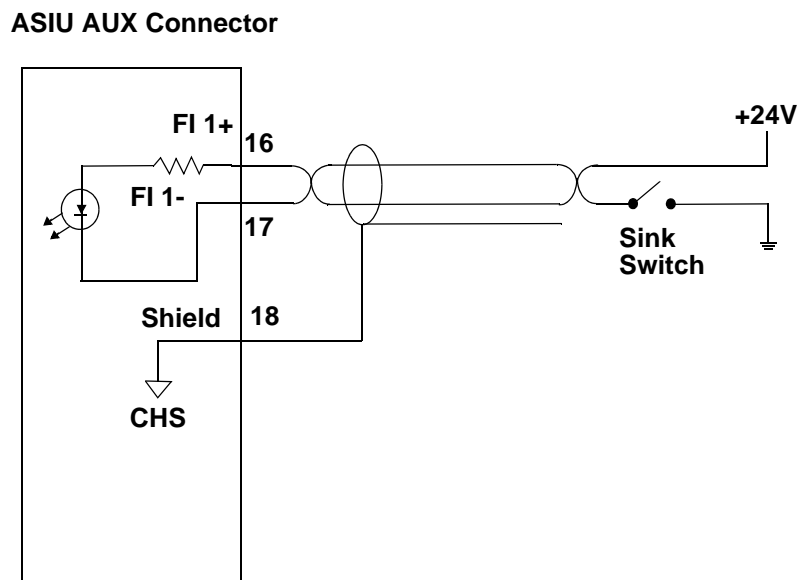 ASIU AUX Connector
+24V
FI 1+
16
FI 1-
17
Sink
Switch
Shield
18
CHS